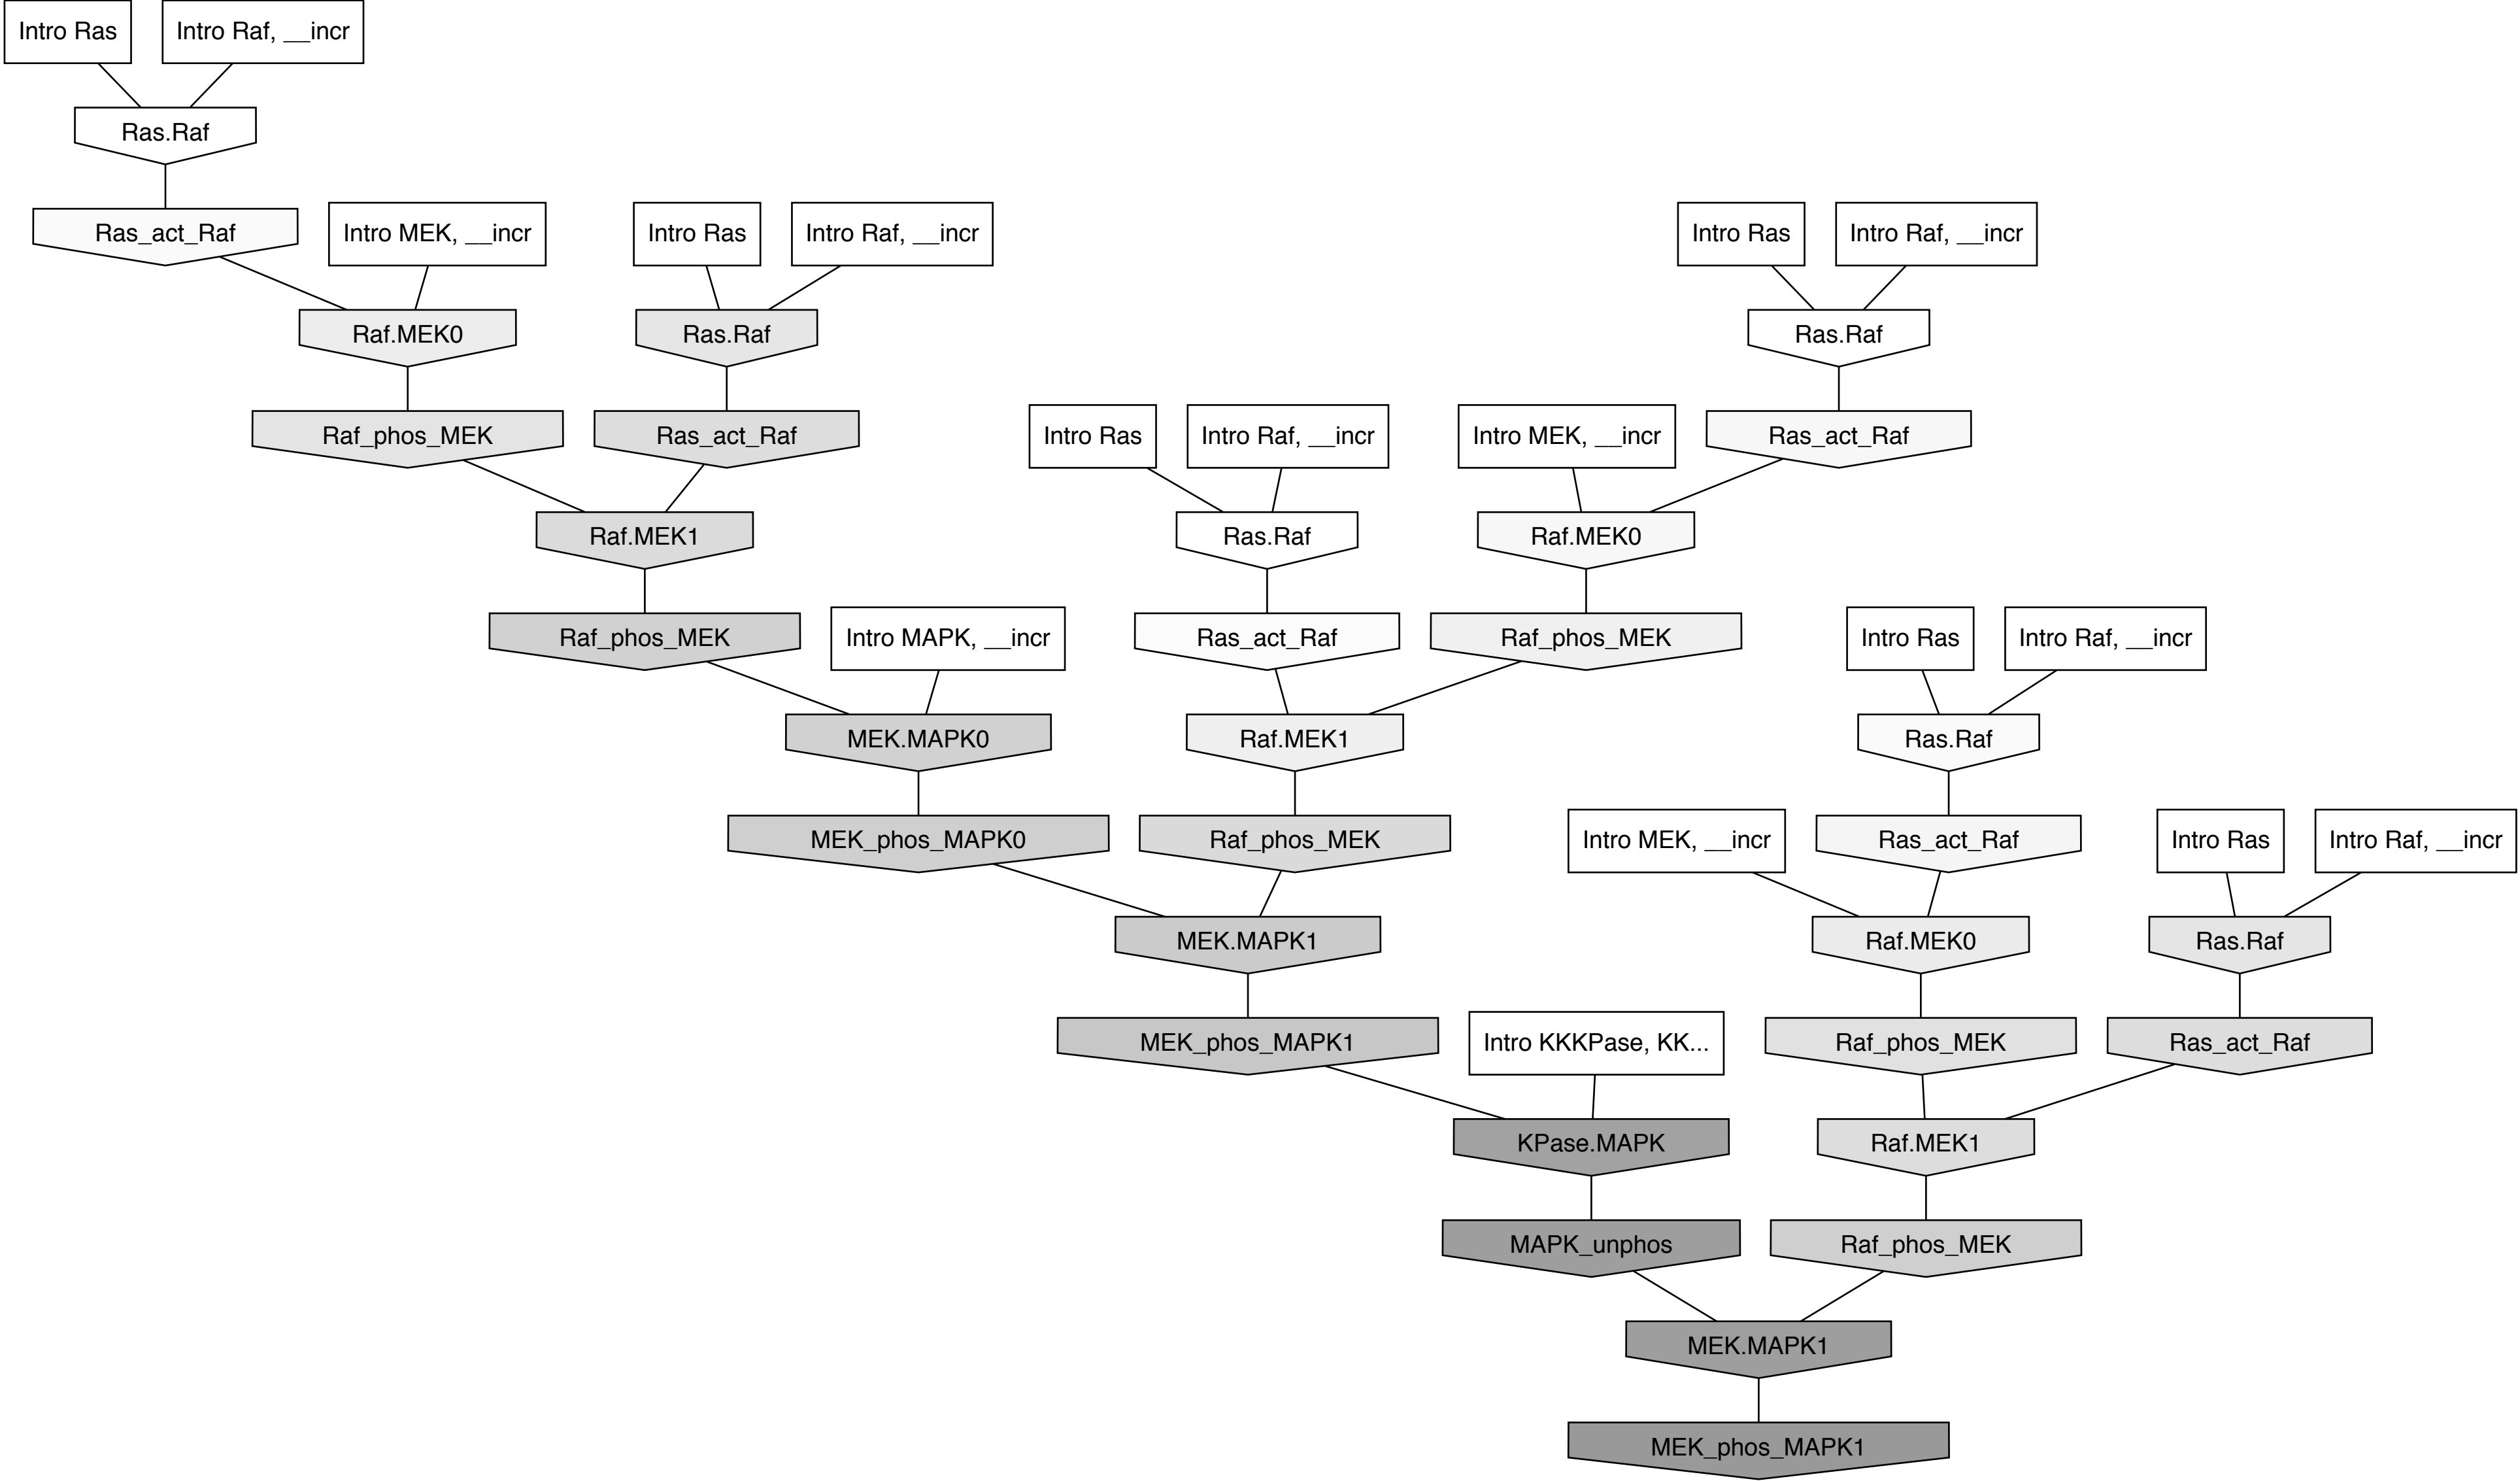 Intro Ras
Intro Raf, __incr
Ras.Raf
Ras_act_Raf
Intro MEK, __incr
Intro Ras
Intro Raf, __incr
Intro Ras
Intro Raf, __incr
Raf.MEK0
Ras.Raf
Ras.Raf
Raf_phos_MEK
Ras_act_Raf
Intro Ras
Intro Raf, __incr
Intro MEK, __incr
Ras_act_Raf
Raf.MEK1
Ras.Raf
Raf.MEK0
Raf_phos_MEK
Intro MAPK, __incr
Ras_act_Raf
Raf_phos_MEK
Intro Ras
Intro Raf, __incr
MEK.MAPK0
Raf.MEK1
Ras.Raf
MEK_phos_MAPK0
Raf_phos_MEK
Intro MEK, __incr
Ras_act_Raf
Intro Ras
Intro Raf, __incr
MEK.MAPK1
Raf.MEK0
Ras.Raf
MEK_phos_MAPK1
Intro KKKPase, KK...
Raf_phos_MEK
Ras_act_Raf
KPase.MAPK
Raf.MEK1
MAPK_unphos
Raf_phos_MEK
MEK.MAPK1
MEK_phos_MAPK1